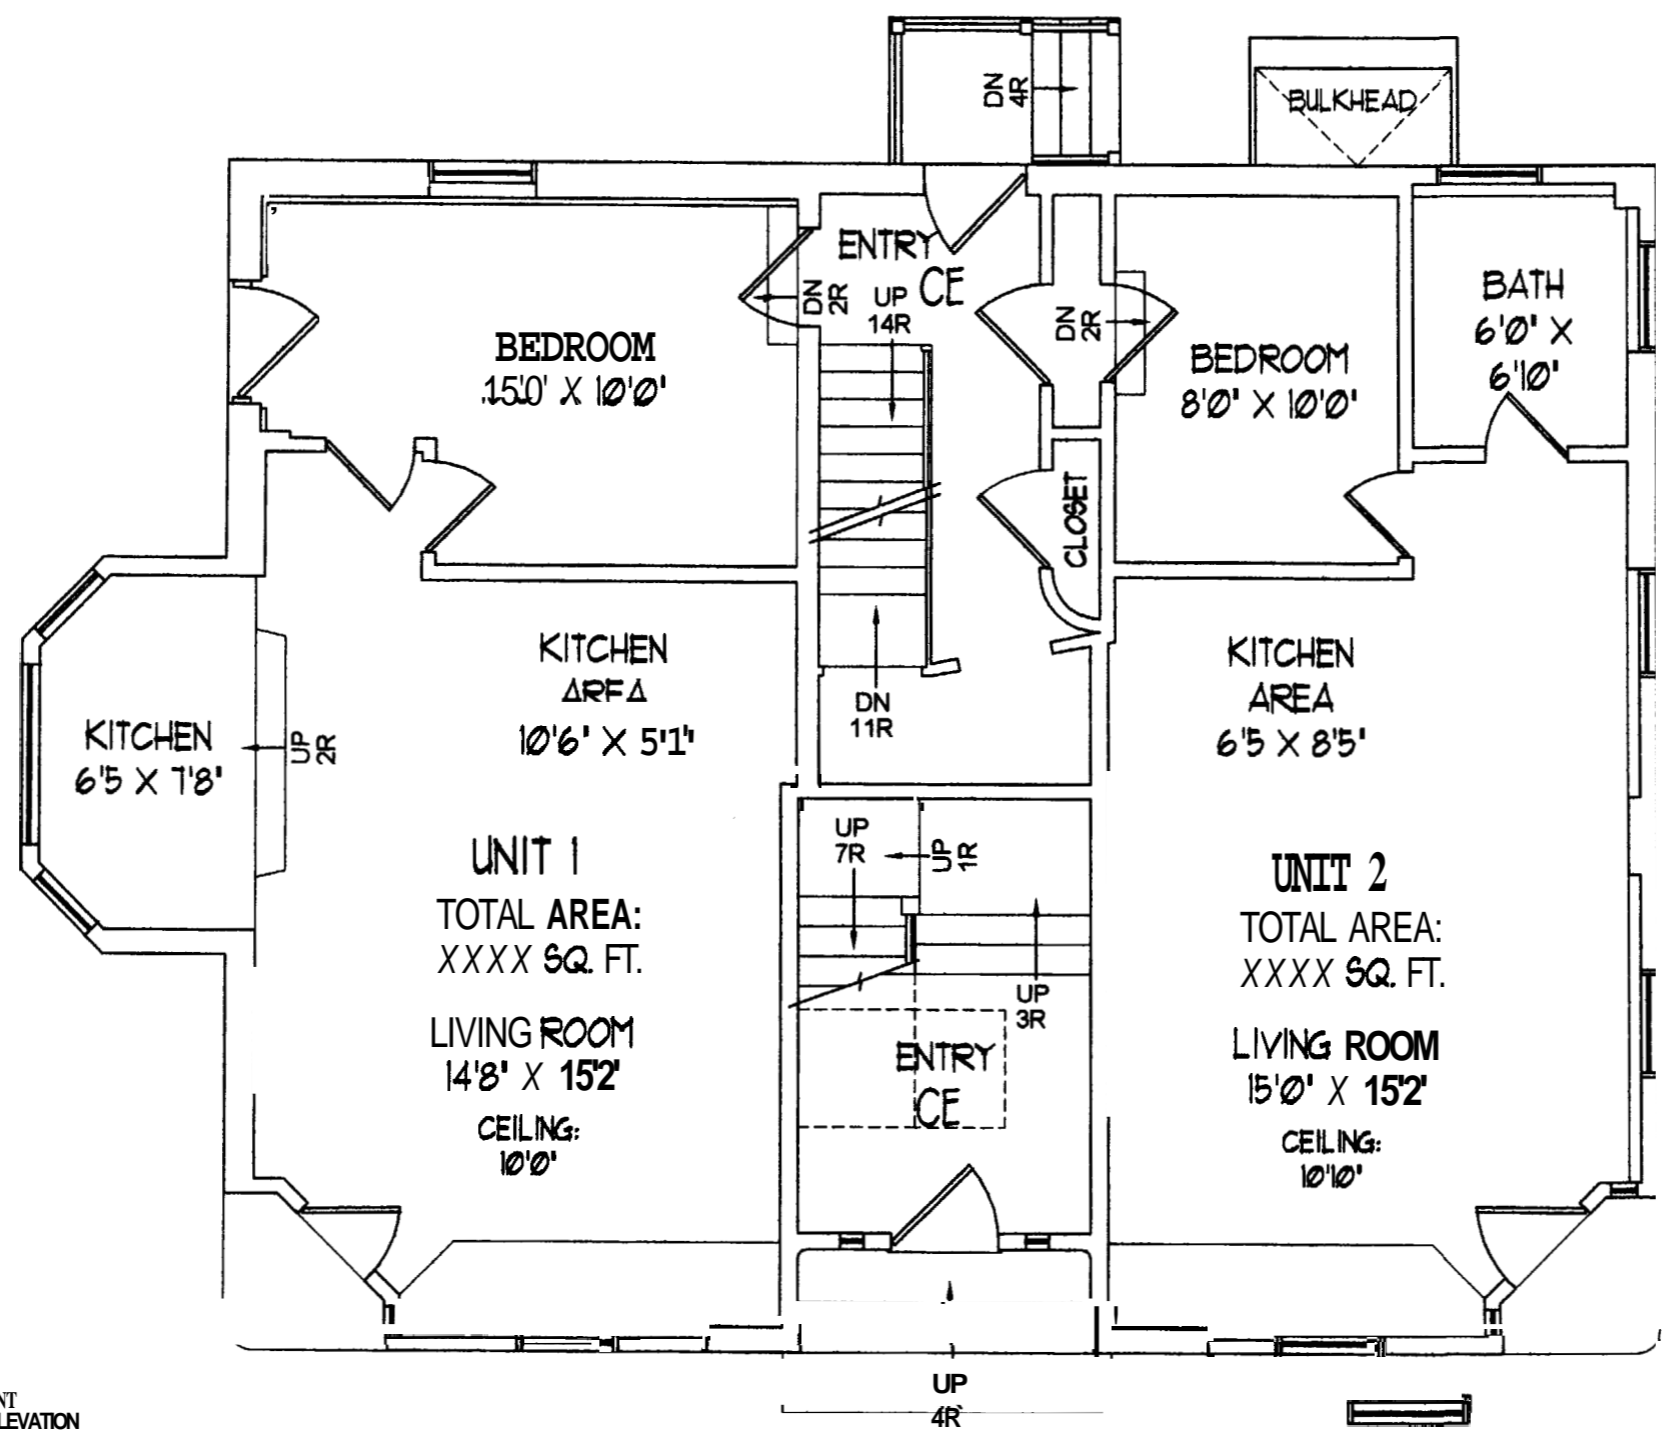 DN
4R
BULKHEAD
ENTRY
CE
DN
2R
UP
14R
DN
2R
BATH
6'0" X
6'10"
BEDROOM
15'0' X 10'0"
BEDROOM
8'0" X 10'0"
CLOSET
KITCHEN
AREA
10'6" X 5'1"
KITCHEN
AREA
6'5 X 8'5"
DN
11R
KITCHEN
6'5 X 7'8"
UP
2R
UP
7R
UP
1R
UNIT 1
TOTAL AREA:
XXXX SQ. FT.
UNIT 2
TOTAL AREA:
XXXX SQ. FT.
UP
3R
LIVING ROOM
14'8" X 15'2"
CEILING:
10'0"
ENTRY
CE
LIVING ROOM
15'0" X 15'2"
CEILING:
10'10"
UP
4R
NT
LEVATION